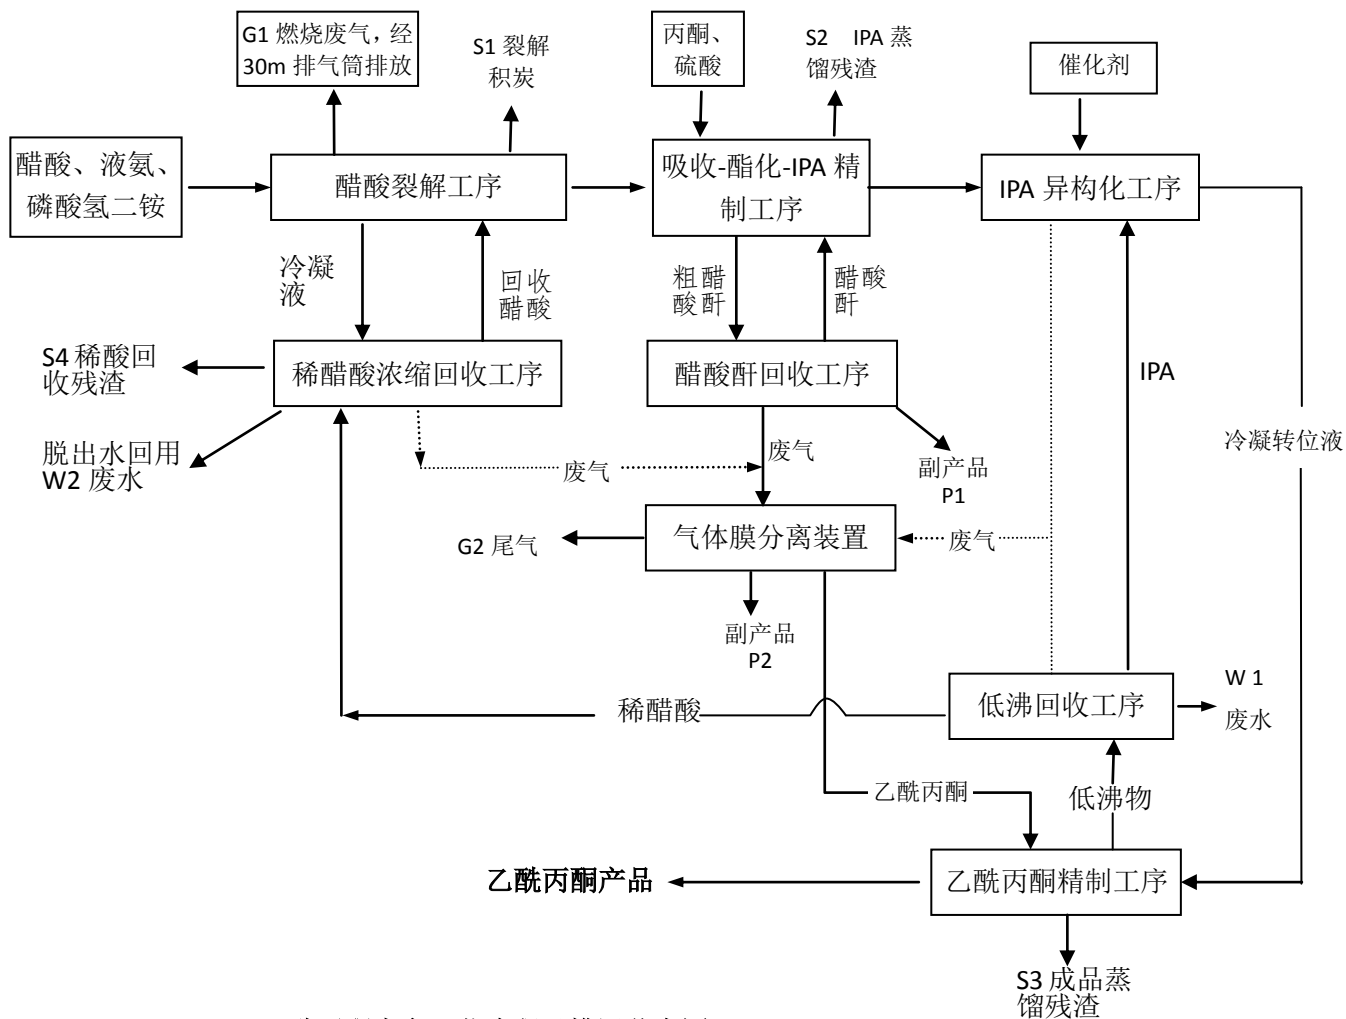 G1 燃烧废气，经
30m 排气筒排放
S1 裂解
积炭
丙酮、
硫酸
S2 IPA 蒸
馏残渣
催化剂
醋酸、液氨、
磷酸氢二铵
醋酸裂解工序
吸收-酯化-IPA 精
制工序
IPA 异构化工序
冷凝
液
回收
醋酸
粗醋
酸酐
醋酸
酐
S4 稀酸回
收残渣
稀醋酸浓缩回收工序
醋酸酐回收工序
IPA
冷凝转位液
脱出水回用
W2 废水
废气
废气
副产品
P1
G2 尾气
气体膜分离装置
废气
副产品
P2
稀醋酸
低沸回收工序
W 1
废水
乙酰丙酮
低沸物
乙酰丙酮产品
乙酰丙酮精制工序
S3 成品蒸
馏残渣